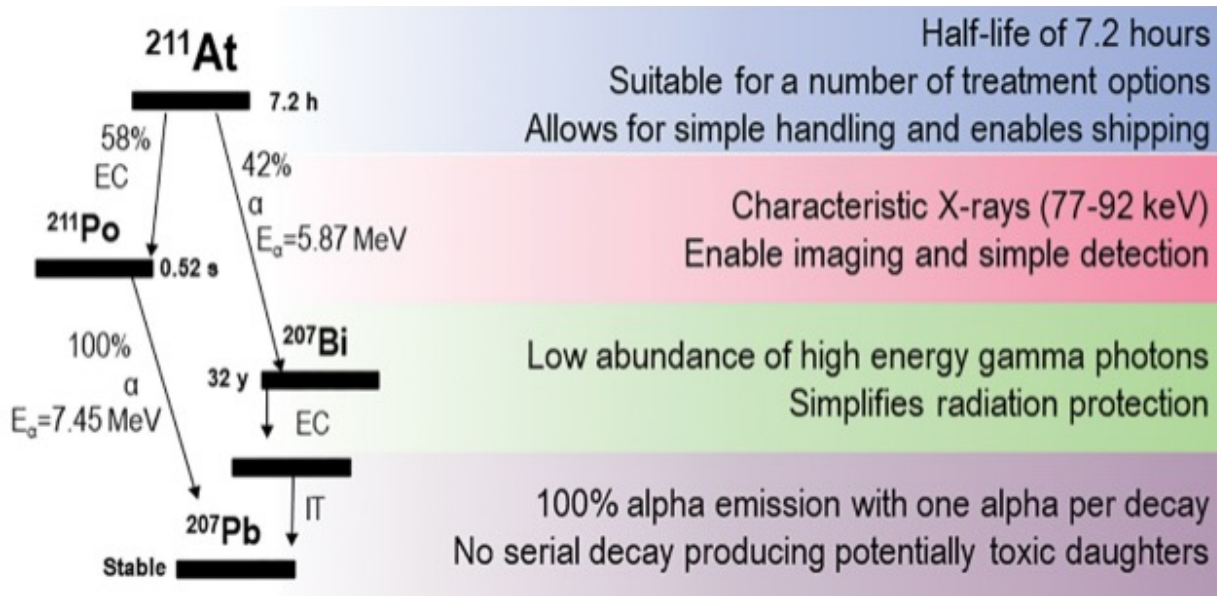 ²¹¹At
7.2 h
58%
EC
42%
α
Eα=5.87 MeV
²¹¹Po
0.52 s
100%
α
Eα=7.45 MeV
²⁰⁷Bi
32 y
EC
IT
²⁰⁷Pb
Stable
Half-life of 7.2 hours
Suitable for a number of treatment options
Allows for simple handling and enables shipping
Characteristic X-rays (77-92 keV)
Enable imaging and simple detection
Low abundance of high energy gamma photons
Simplifies radiation protection
100% alpha emission with one alpha per decay
No serial decay producing potentially toxic daughters